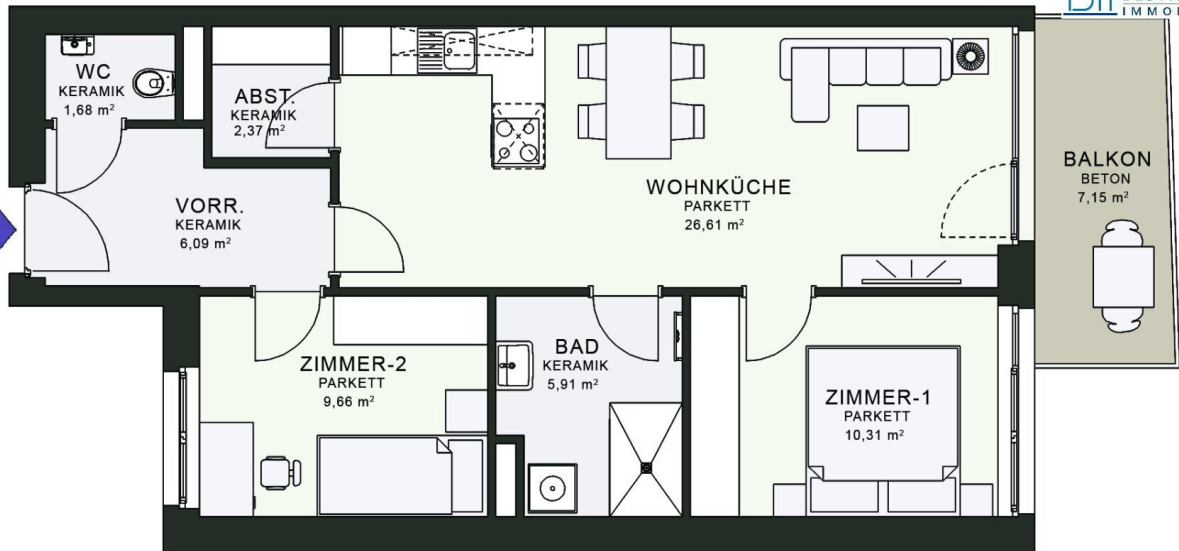 IMMO
WC
KERAMIK
1,68 m²
ABST.
KERAMIK
2,37 m²
VORR.
KERAMIK
6,09 m²
WOHNKÜCHE
PARKETT
26,61 m²
BALKON
BETON
7,15 m²
ZIMMER-2
PARKETT
9,66 m²
BAD
KERAMIK
5,91 m²
ZIMMER-1
PARKETT
10,31 m²